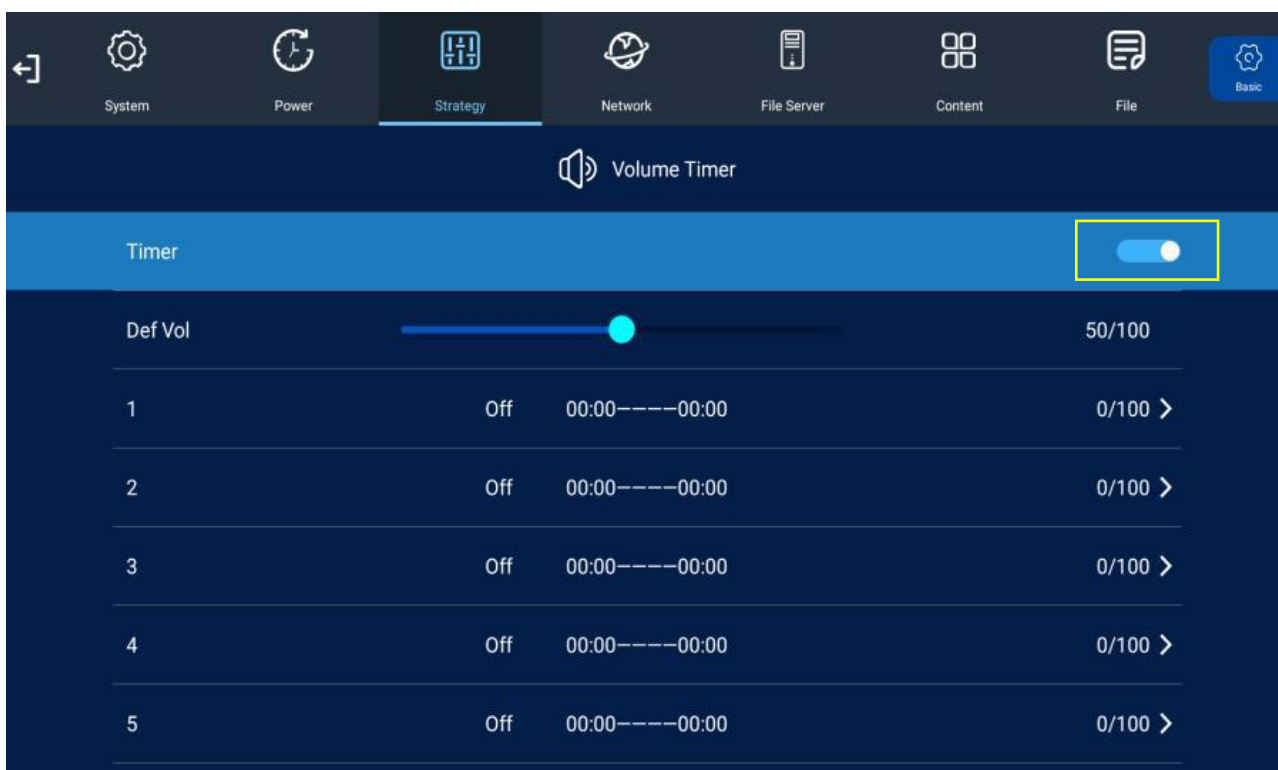 System Power Strategy Network File Server Content File Basic
Volume Timer
Timer
Def Vol 50/100
1 Off 00:00----00:00 0/100
2 Off 00:00----00:00 0/100
3 Off 00:00----00:00 0/100
4 Off 00:00----00:00 0/100
5 Off 00:00----00:00 0/100